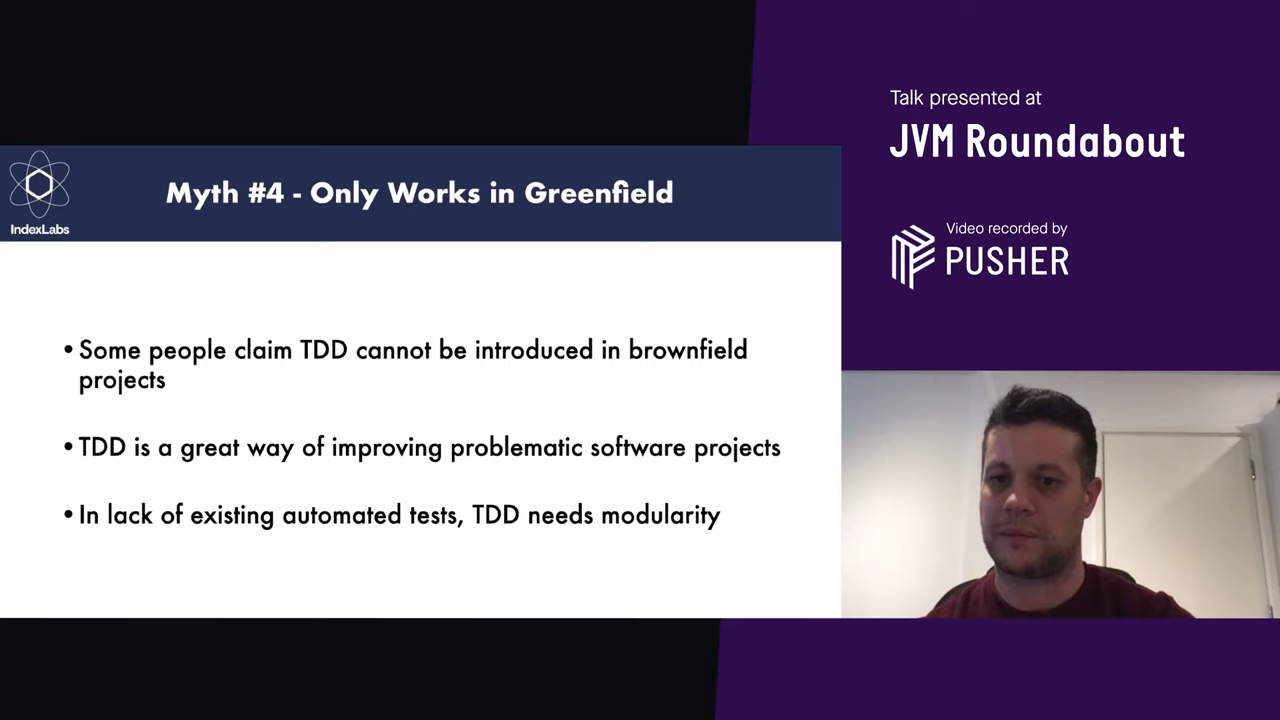 Talk presented at
JVM Roundabout
Video recorded by
PUSHER
IndexLabs
Myth #4 - Only Works in Greenfield
•Some people claim TDD cannot be introduced in brownfield
projects
•TDD is a great way of improving problematic software projects
•In lack of existing automated tests, TDD needs modularity